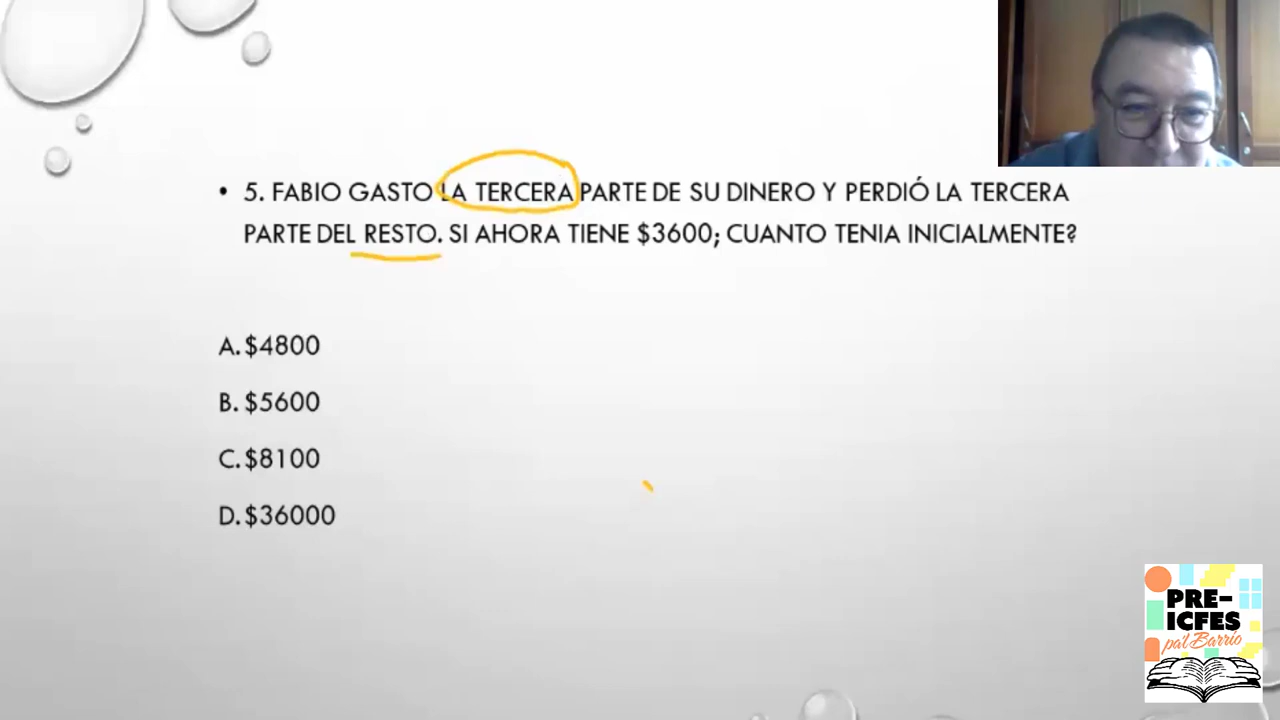 • 5. FABIO GASTO LA TERCERA PARTE DE SU DINERO Y PERDIÓ LA TERCERA
PARTE DEL RESTO. SI AHORA TIENE $3600; CUANTO TENIA INICIALMENTE?
A. $4800
B. $5600
C. $8100
D. $36000
PRE-
ICFES
pa'l Barrio